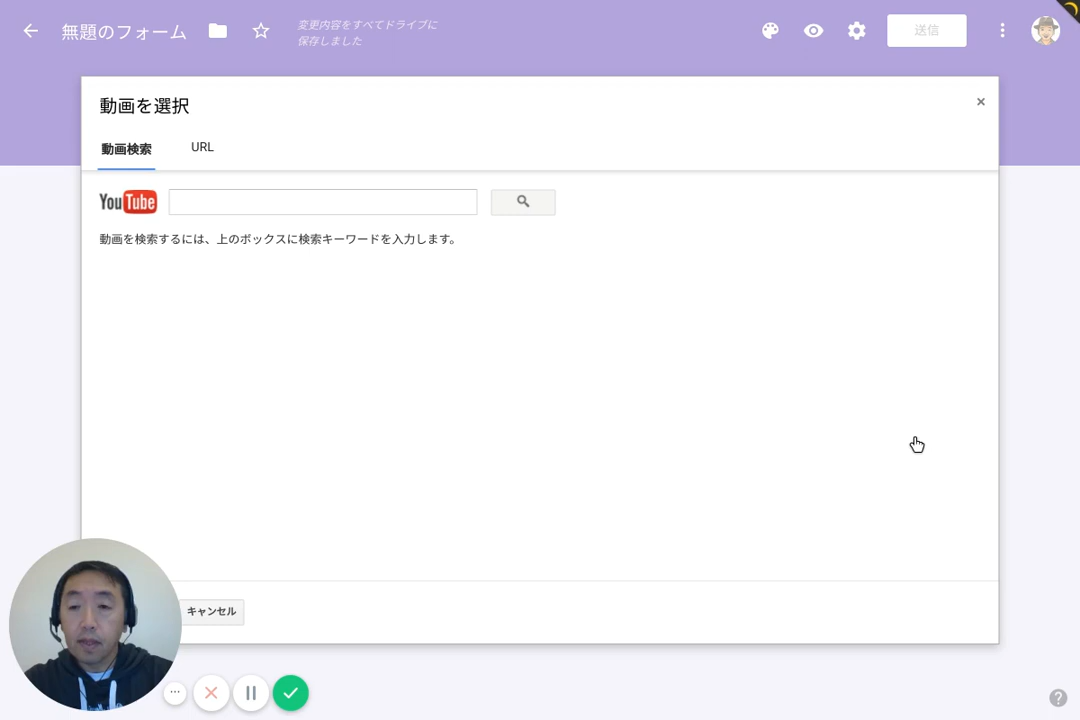 無題のフォーム
変更内容をすべてドライブに
保存しました
送信
動画を選択
×
動画検索
URL
YouTube
動画を検索するには、上のボックスに検索キーワードを入力します。
キャンセル